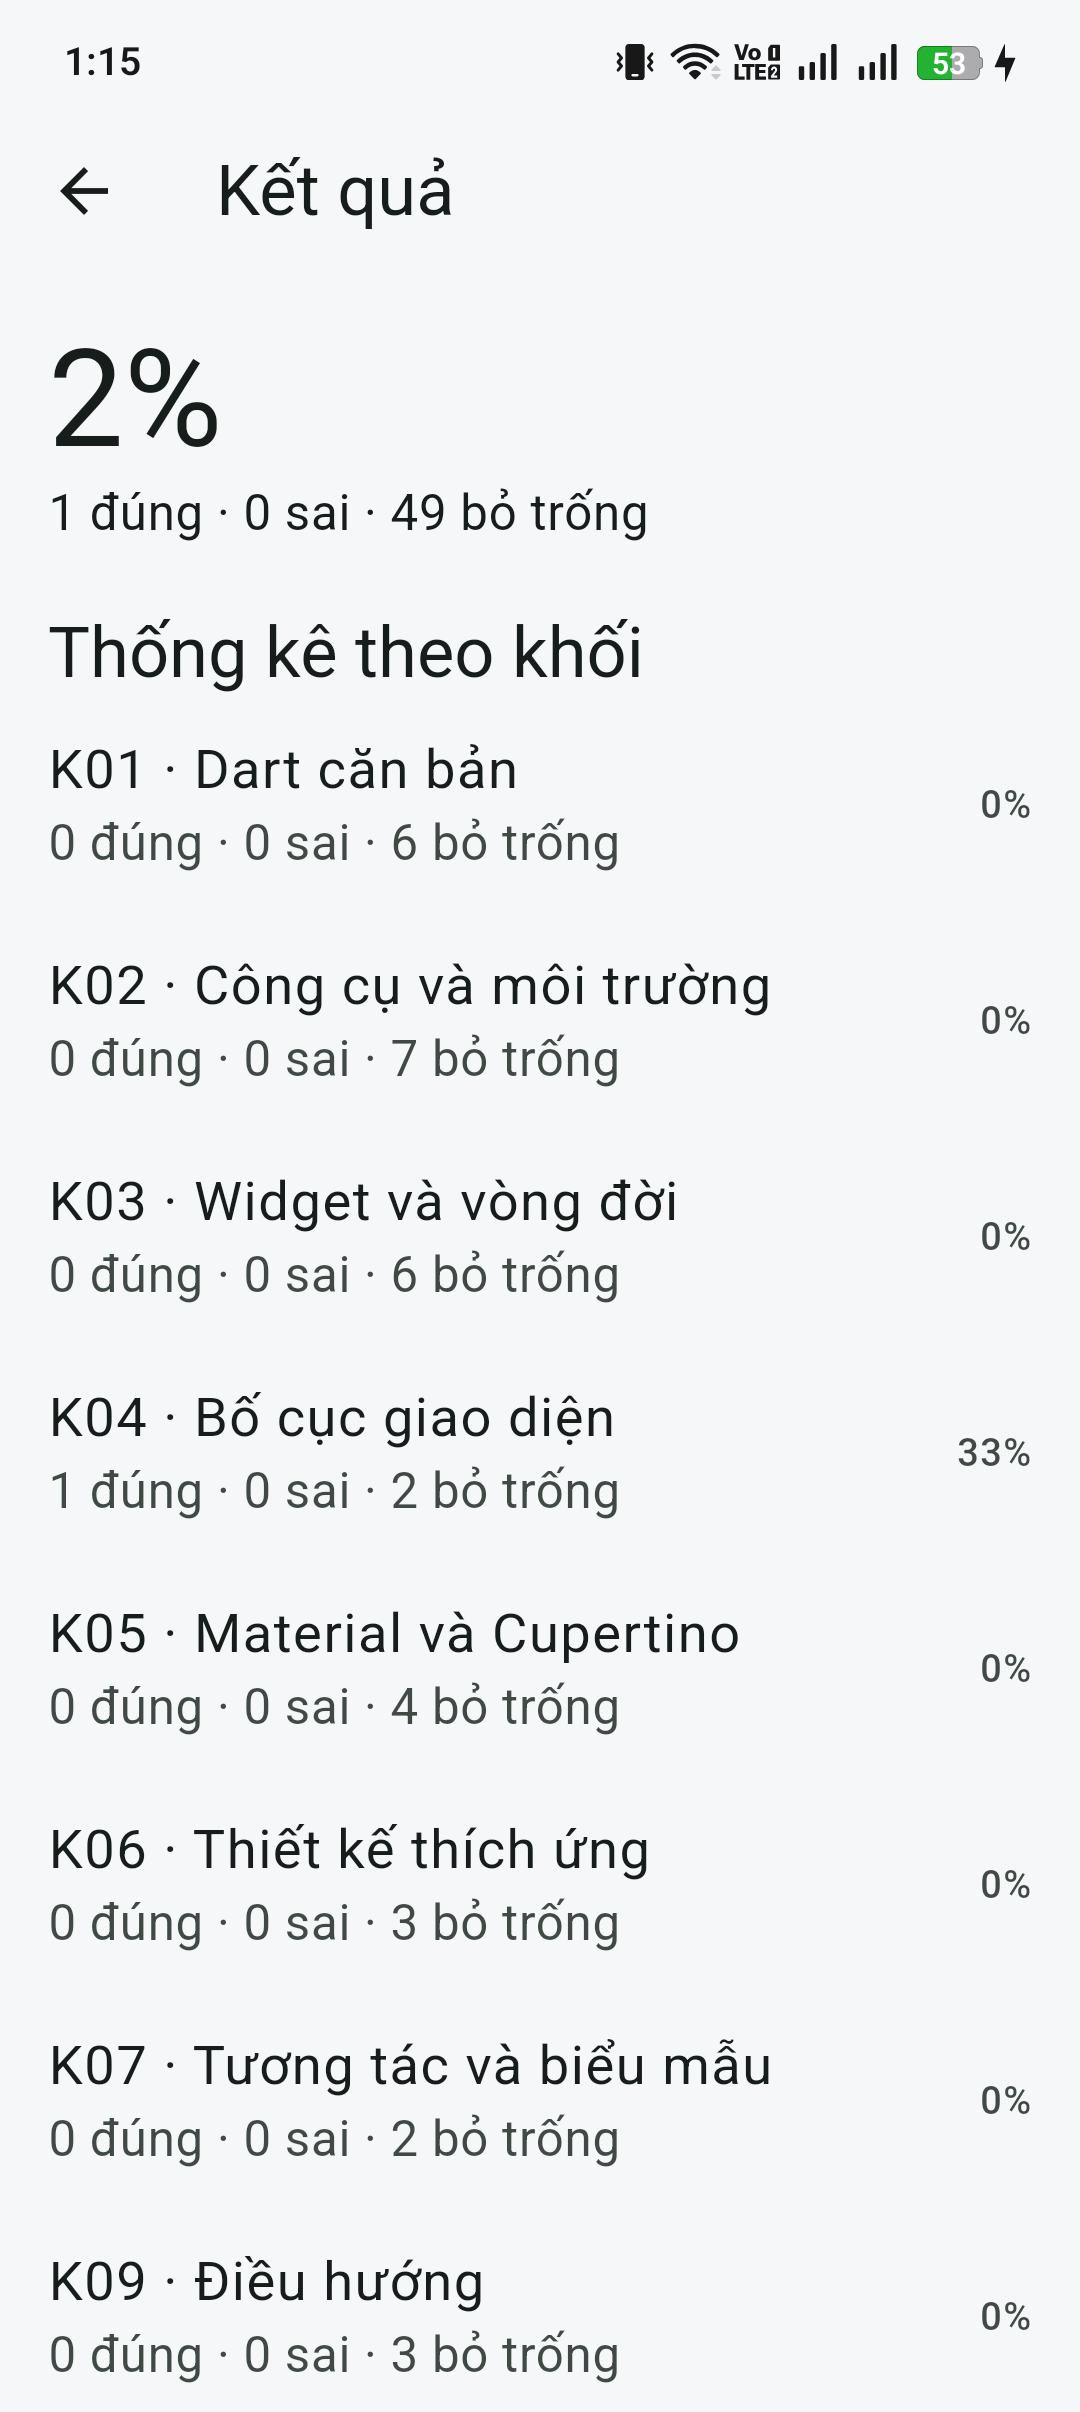 1:15
Vo 1
LTE 2
53
Kết quả
2%
1 đúng · 0 sai · 49 bỏ trống
Thống kê theo khối
K01 · Dart căn bản
0 đúng · 0 sai · 6 bỏ trống
0%
K02 · Công cụ và môi trường
0 đúng · 0 sai · 7 bỏ trống
0%
K03 · Widget và vòng đời
0 đúng · 0 sai · 6 bỏ trống
0%
K04 · Bố cục giao diện
1 đúng · 0 sai · 2 bỏ trống
33%
K05 · Material và Cupertino
0 đúng · 0 sai · 4 bỏ trống
0%
K06 · Thiết kế thích ứng
0 đúng · 0 sai · 3 bỏ trống
0%
K07 · Tương tác và biểu mẫu
0 đúng · 0 sai · 2 bỏ trống
0%
K09 · Điều hướng
0 đúng · 0 sai · 3 bỏ trống
0%